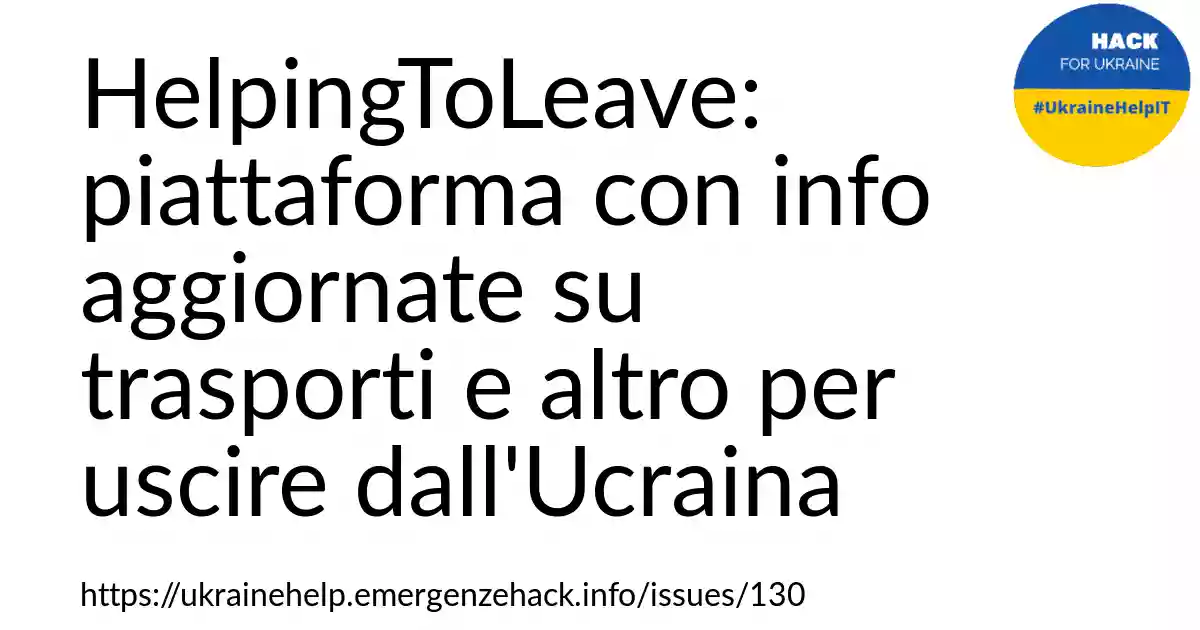 HelpingToLeave:
piattaforma con info
aggiornate su
trasporti e altro per
uscire dall'Ucraina
https://ukrainehelp.emergenzehack.info/issues/130
HACK
FOR UKRAINE
#UkraineHelpIT